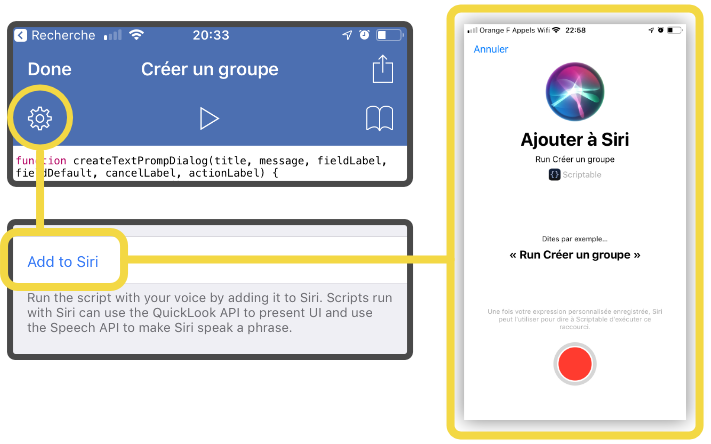 Recherche
20:33
Done
Créer un groupe
function createTextPrompDialog(title, message, fieldLabel,
fieldDefault, cancelLabel, actionLabel) {
Add to Siri
Run the script with your voice by adding it to Siri. Scripts run
with Siri can use the QuickLook API to present UI and use
the Speech API to make Siri speak a phrase.
Orange F Appels Wifi
22:58
Annuler
Ajouter à Siri
Run Créer un groupe
{} Scriptable
Dites par exemple...
« Run Créer un groupe »
Une fois votre expression personnalisée enregistrée, Siri
peut l'utiliser pour dire à Scriptable d'exécuter ce
raccourci.